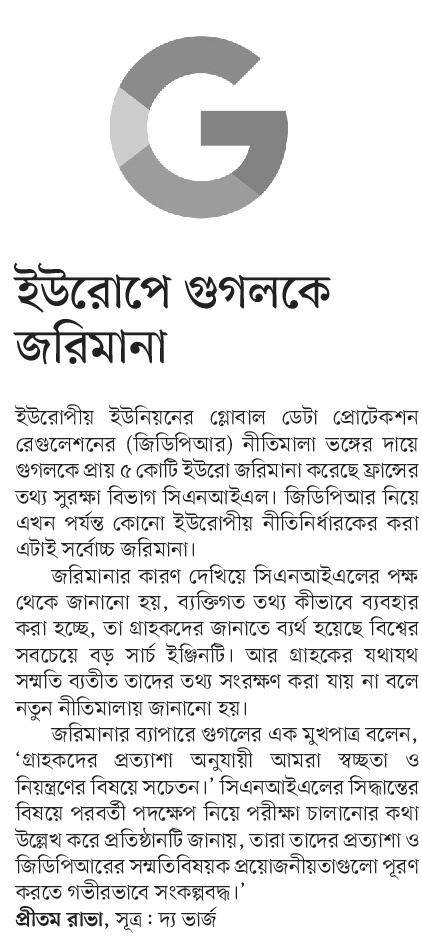 ইউরোপে গুগলকে
জরিমানা
ইউরোপীয় ইউনিয়নের গ্লোবাল ডেটা প্রোটেকশন
রেগুলেশনের (জিডিপিআর) নীতিমালা ভঙ্গের দায়ে
গুগলকে প্রায় ৫ কোটি ইউরো জরিমানা করেছে ফ্রান্সের
তথ্য সুরক্ষা বিভাগ সিএনআইএল। জিডিপিআর নিয়ে
এখন পর্যন্ত কোনো ইউরোপীয় নীতিনির্ধারকের করা
এটাই সর্বোচ্চ জরিমানা।
জরিমানার কারণ দেখিয়ে সিএনআইএলের পক্ষ
থেকে জানানো হয়, ব্যক্তিগত তথ্য কীভাবে ব্যবহার
করা হচ্ছে, তা গ্রাহকদের জানাতে ব্যর্থ হয়েছে বিশ্বের
সবচেয়ে বড় সার্চ ইঞ্জিনটি। আর গ্রাহকের যথাযথ
সম্মতি ব্যতীত তাদের তথ্য সংরক্ষণ করা যায় না বলে
নতুন নীতিমালায় জানানো হয়।
জরিমানার ব্যাপারে গুগলের এক মুখপাত্র বলেন,
‘গ্রাহকদের প্রত্যাশা অনুযায়ী আমরা স্বচ্ছতা ও
নিয়ন্ত্রণের বিষয়ে সচেতন।’ সিএনআইএলের সিদ্ধান্তের
বিষয়ে পরবর্তী পদক্ষেপ নিয়ে পরীক্ষা চালানোর কথা
উল্লেখ করে প্রতিষ্ঠানটি জানায়, তারা তাদের প্রত্যাশা ও
জিডিপিআরের সম্মতিবিষয়ক প্রয়োজনীয়তাগুলো পূরণ
করতে গভীরভাবে সংকল্পবদ্ধ।’
প্রীতম রাভা, সূত্র : দ্য ভার্জ